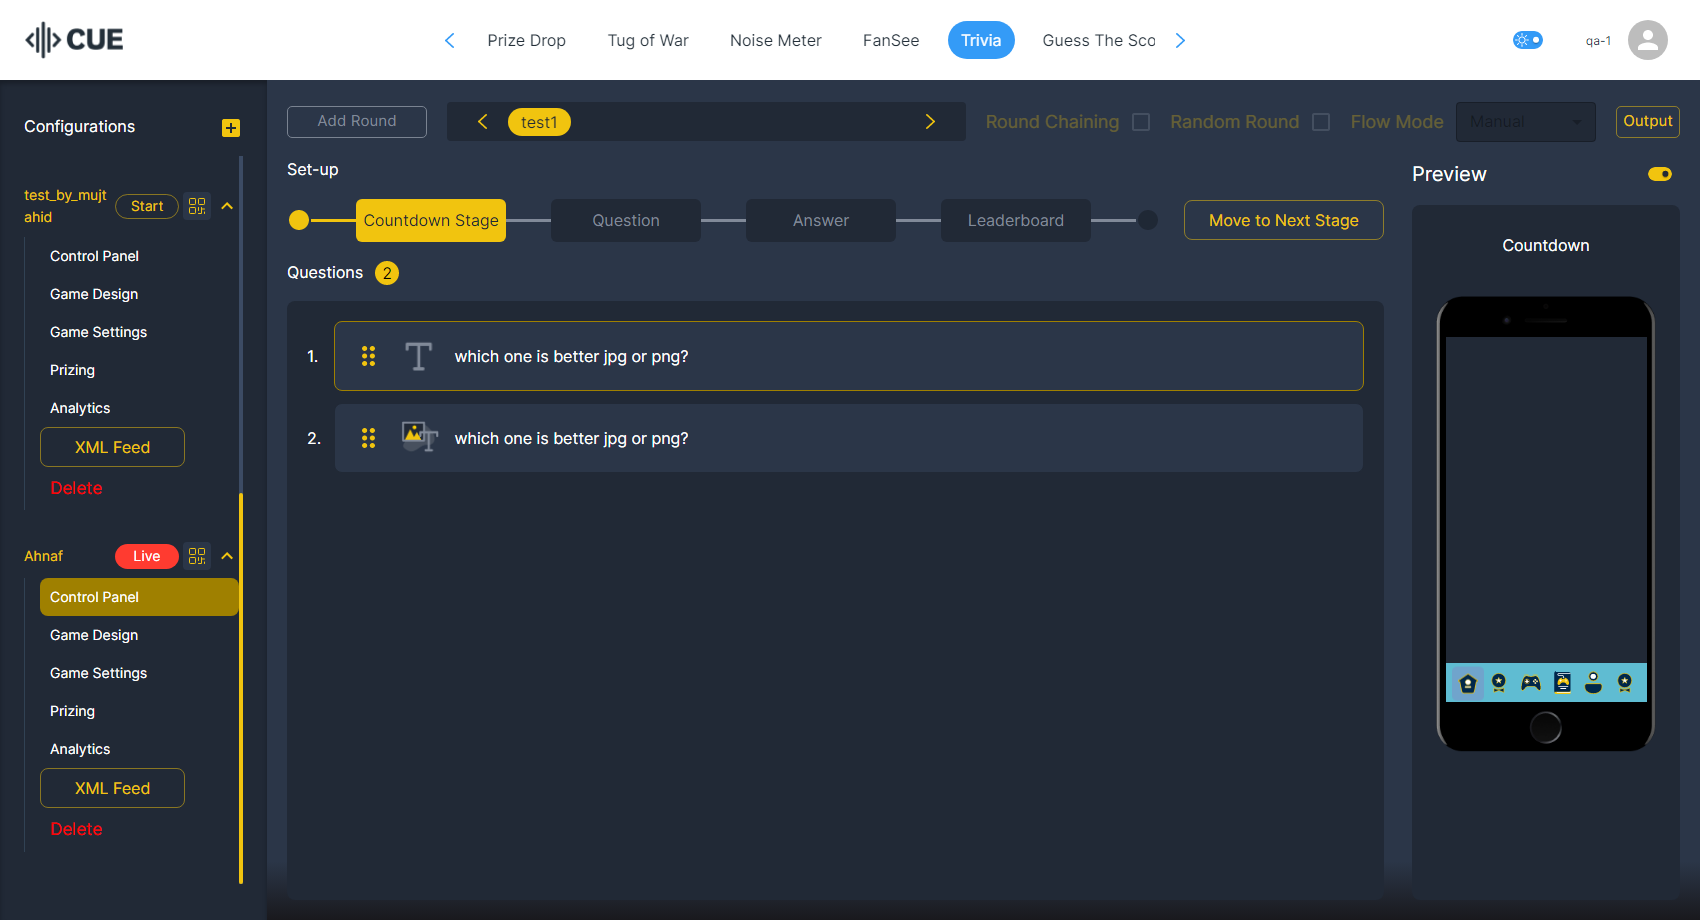 CUE
Prize Drop
Tug of War
Noise Meter
FanSee
Trivia
Guess The Sco
qa-1
Configurations
test_by_mujt
ahid
Start
Control Panel
Game Design
Game Settings
Prizing
Analytics
XML Feed
Delete
Ahnaf
Live
Control Panel
Game Design
Game Settings
Prizing
Analytics
XML Feed
Delete
Add Round
test1
Round Chaining
Random Round
Flow Mode
Manual
Output
Set-up
Countdown Stage
Question
Answer
Leaderboard
Move to Next Stage
Questions 2
1. which one is better jpg or png?
2. which one is better jpg or png?
Preview
Countdown